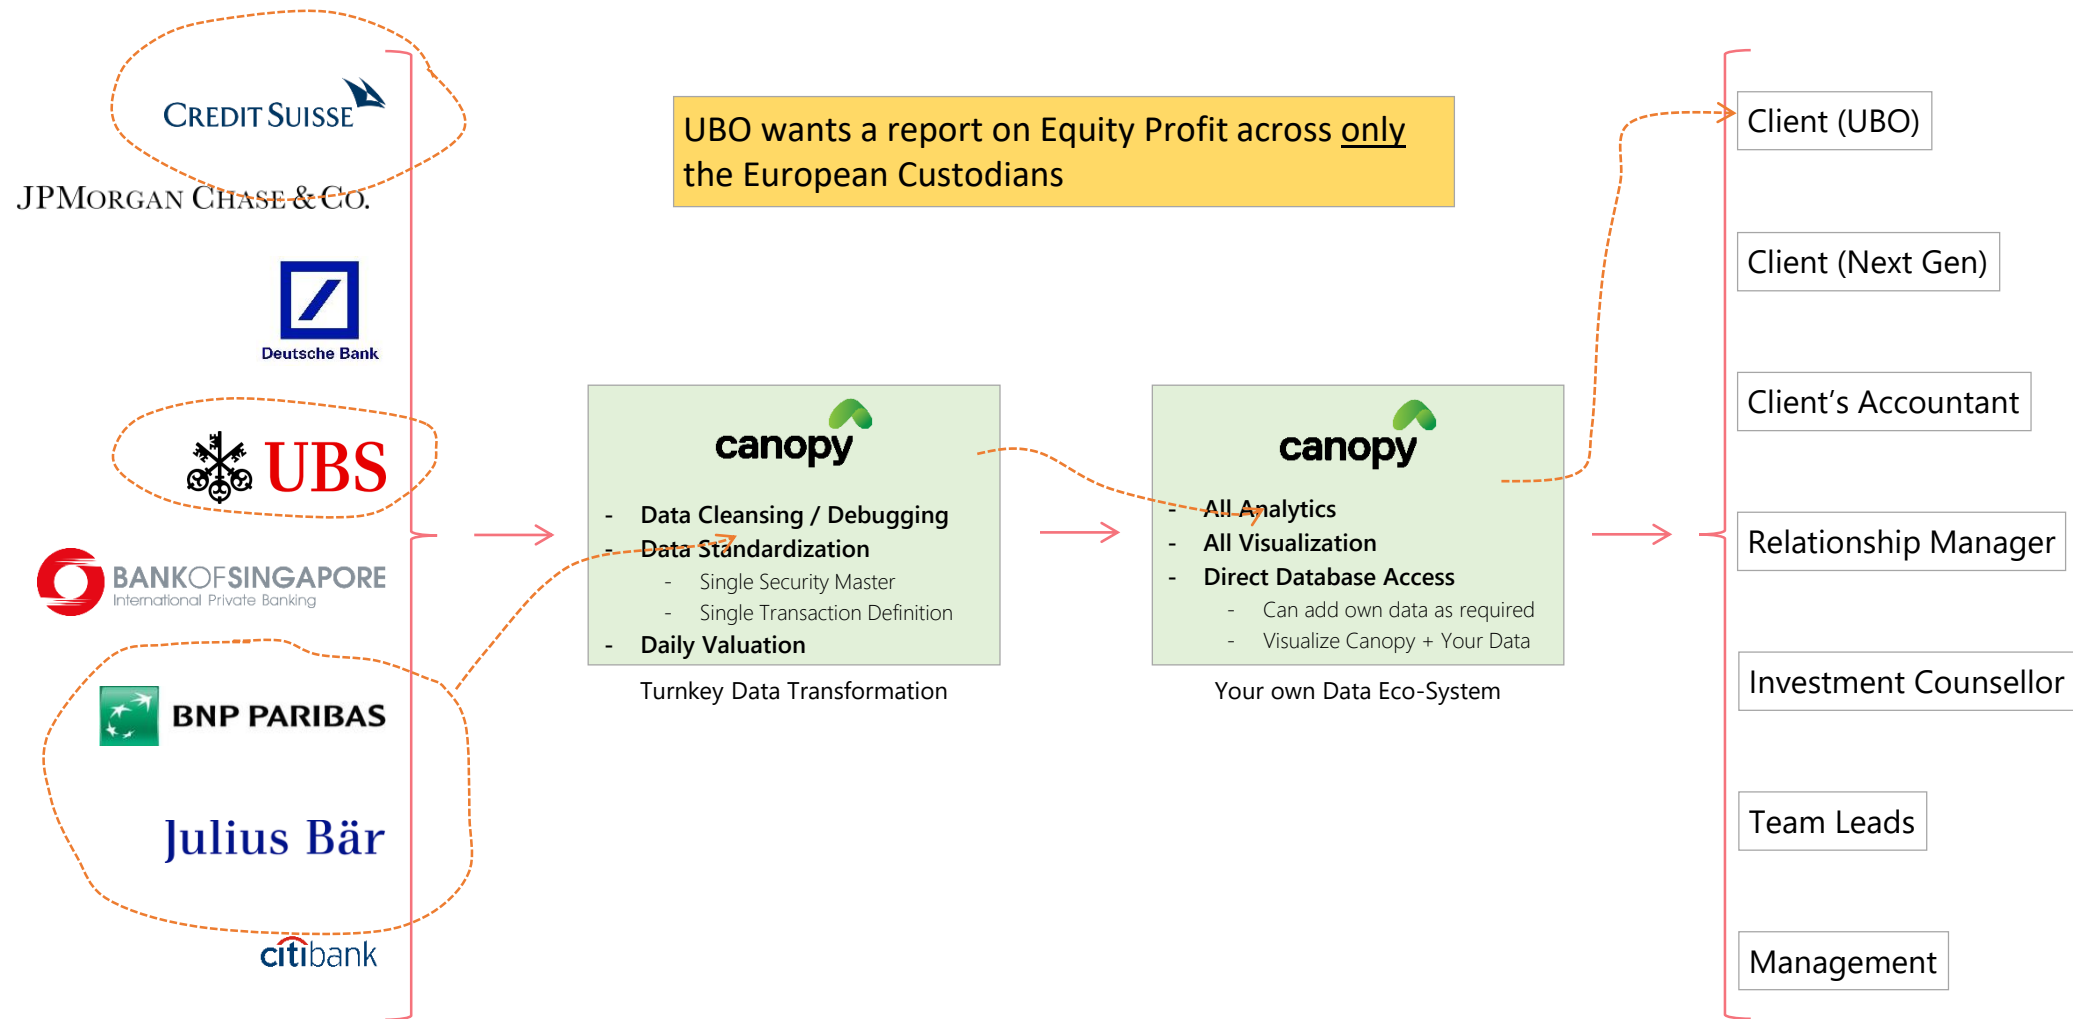 CREDIT SUISSE
JPMORGAN CHASE & CO.
Deutsche Bank
UBS
BANKOFSINGAPORE
International Private Banking
BNP PARIBAS
Julius Bär
citibank
UBO wants a report on Equity Profit across only
the European Custodians
canopy
- Data Cleansing / Debugging
- Data Standardization
- Single Security Master
- Single Transaction Definition
- Daily Valuation
Turnkey Data Transformation
canopy
- All Analytics
- All Visualization
- Direct Database Access
- Can add own data as required
- Visualize Canopy + Your Data
Your own Data Eco-System
Client (UBO)
Client (Next Gen)
Client’s Accountant
Relationship Manager
Investment Counsellor
Team Leads
Management